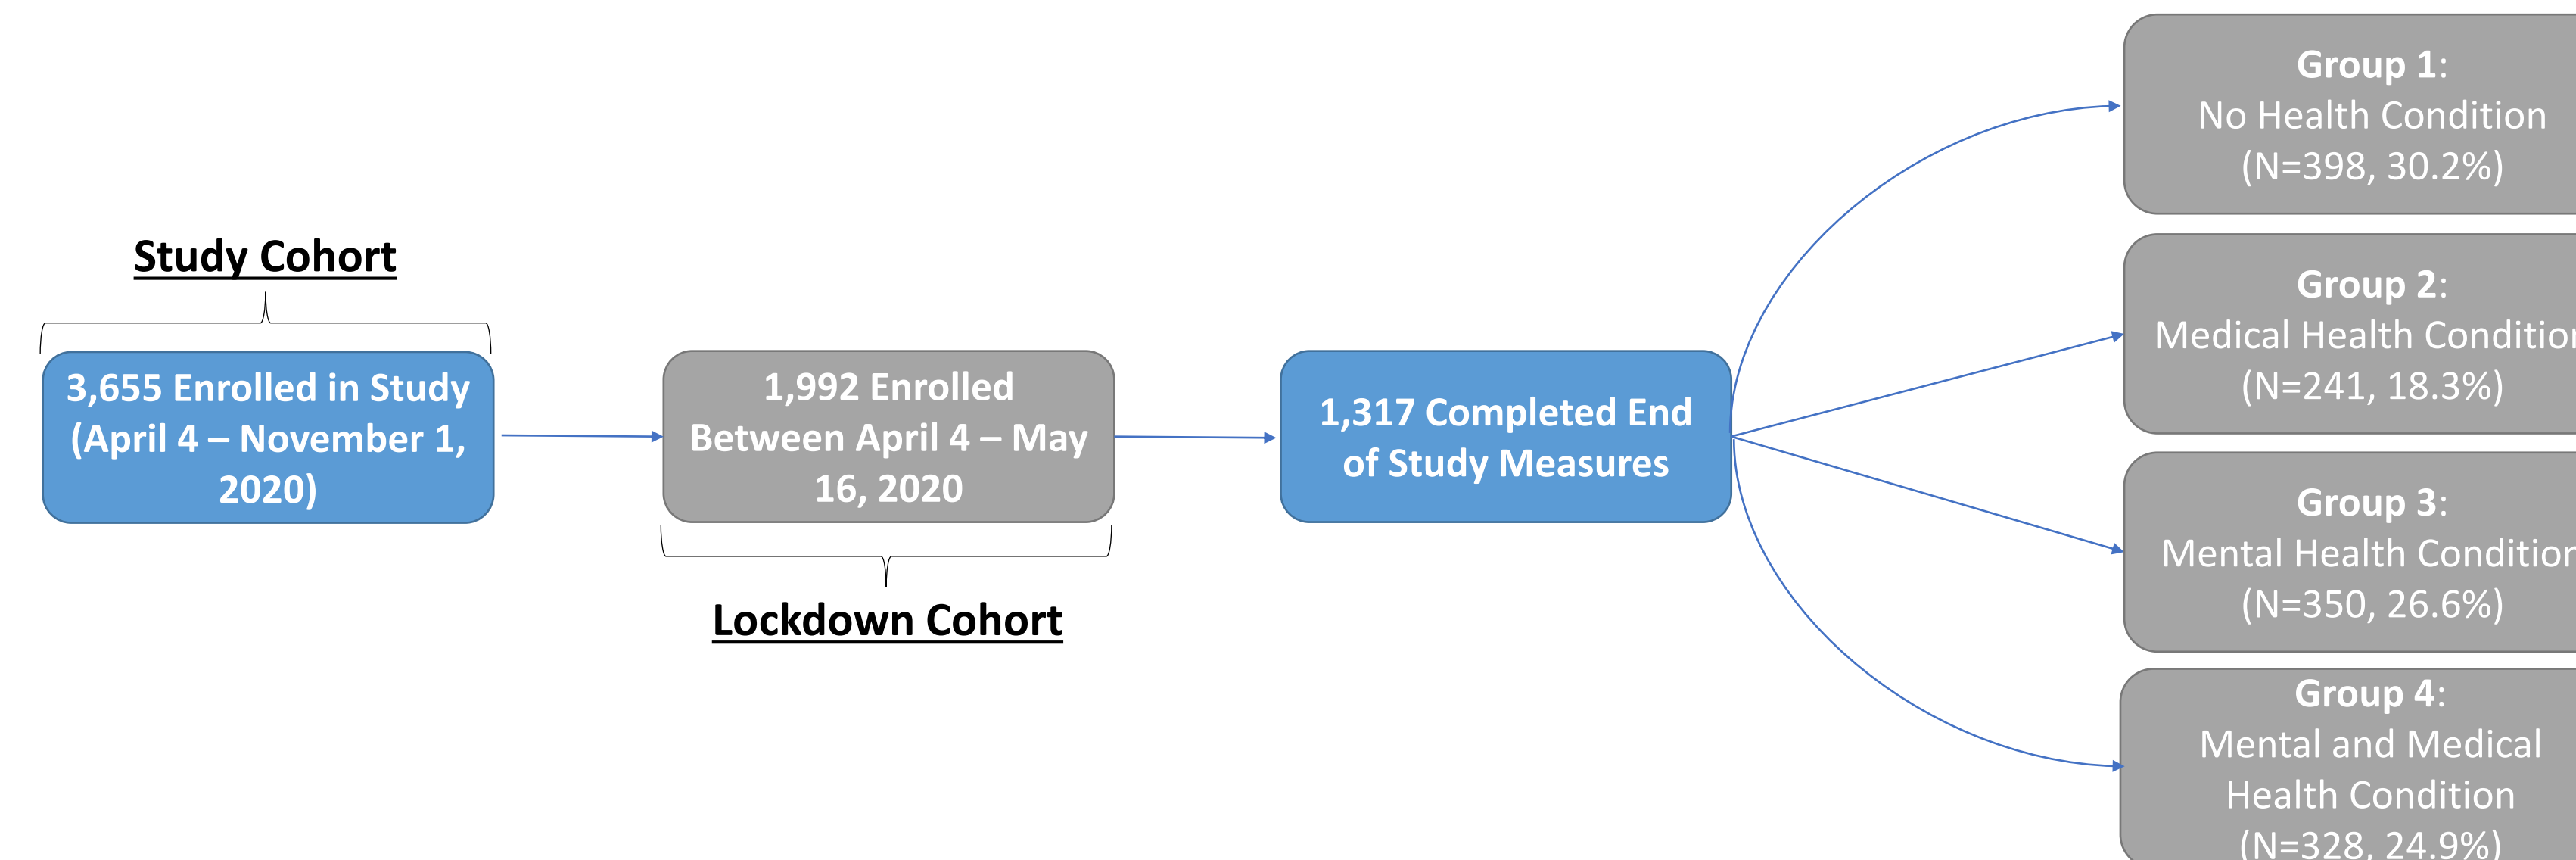 Study Cohort
3,655 Enrolled in Study
(April 4 – November 1,
2020)
1,992 Enrolled
Between April 4 – May
16, 2020
Lockdown Cohort
1,317 Completed End
of Study Measures
Group 1:
No Health Condition
(N=398, 30.2%)
Group 2:
Medical Health Condition
(N=241, 18.3%)
Group 3:
Mental Health Condition
(N=350, 26.6%)
Group 4:
Mental and Medical
Health Condition
(N=328, 24.9%)